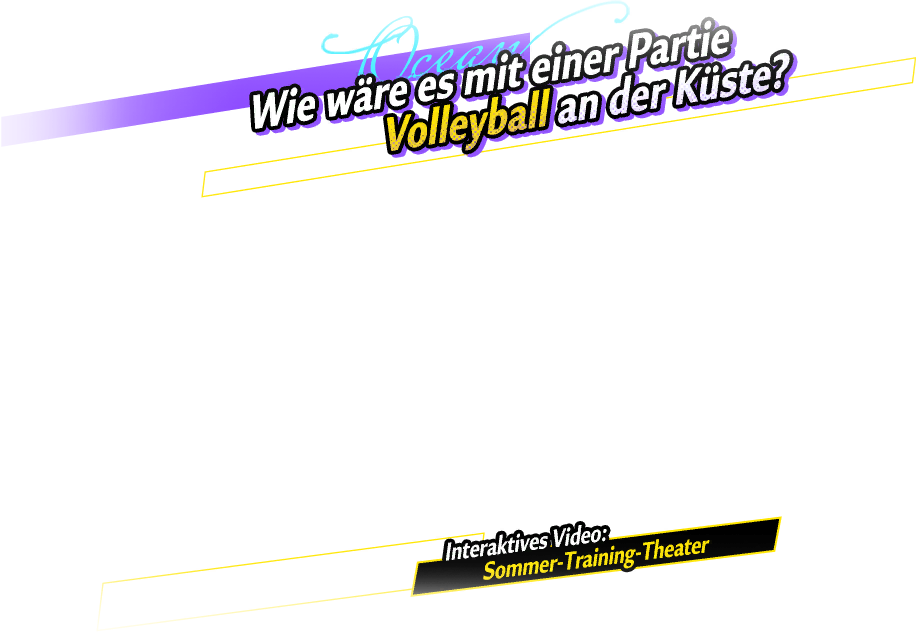 Ocean
Wie wäre es mit einer Partie
Volleyball an der Küste?
Interaktives Video:
Sommer-Training-Theater